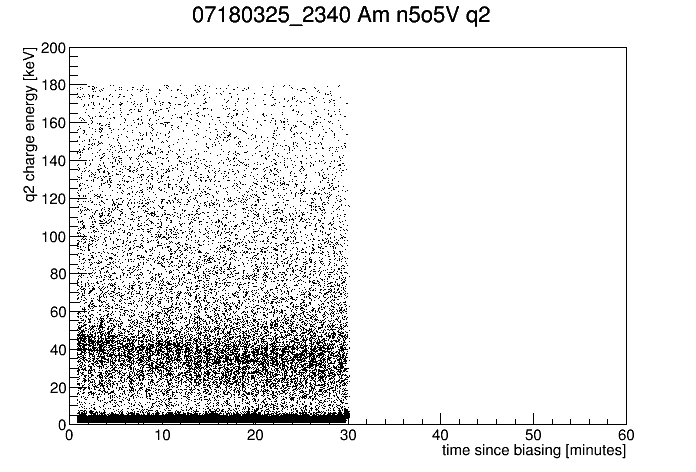 07180325_2340 Am n5o5V q2
q2 charge energy [keV]
200
180
160
140
120
100
80
60
40
20
0
0 10 20 30 40 50 60
time since biasing [minutes]